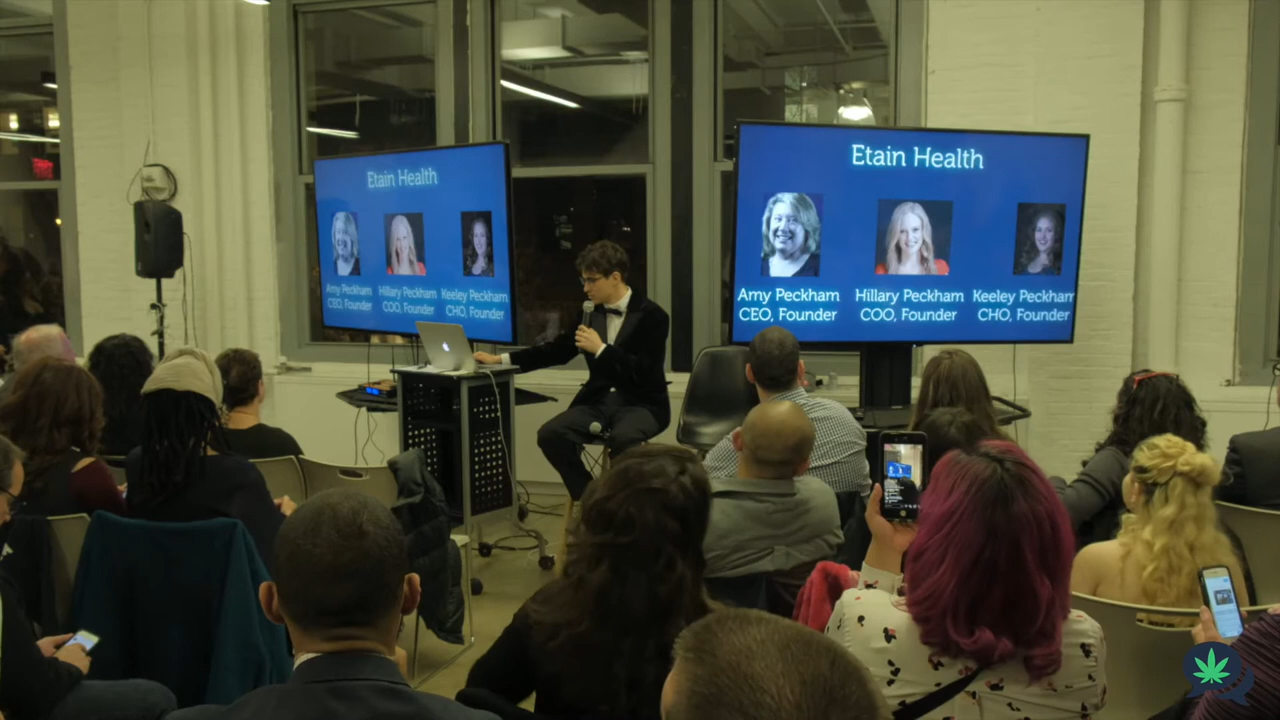 Etain Health
Amy Peckham Hillary Peckham Keeley Peckham
CEO, Founder COO, Founder CHO, Founder
Etain Health
Amy Peckham Hillary Peckham Keeley Peckham
CEO, Founder COO, Founder CHO, Founder